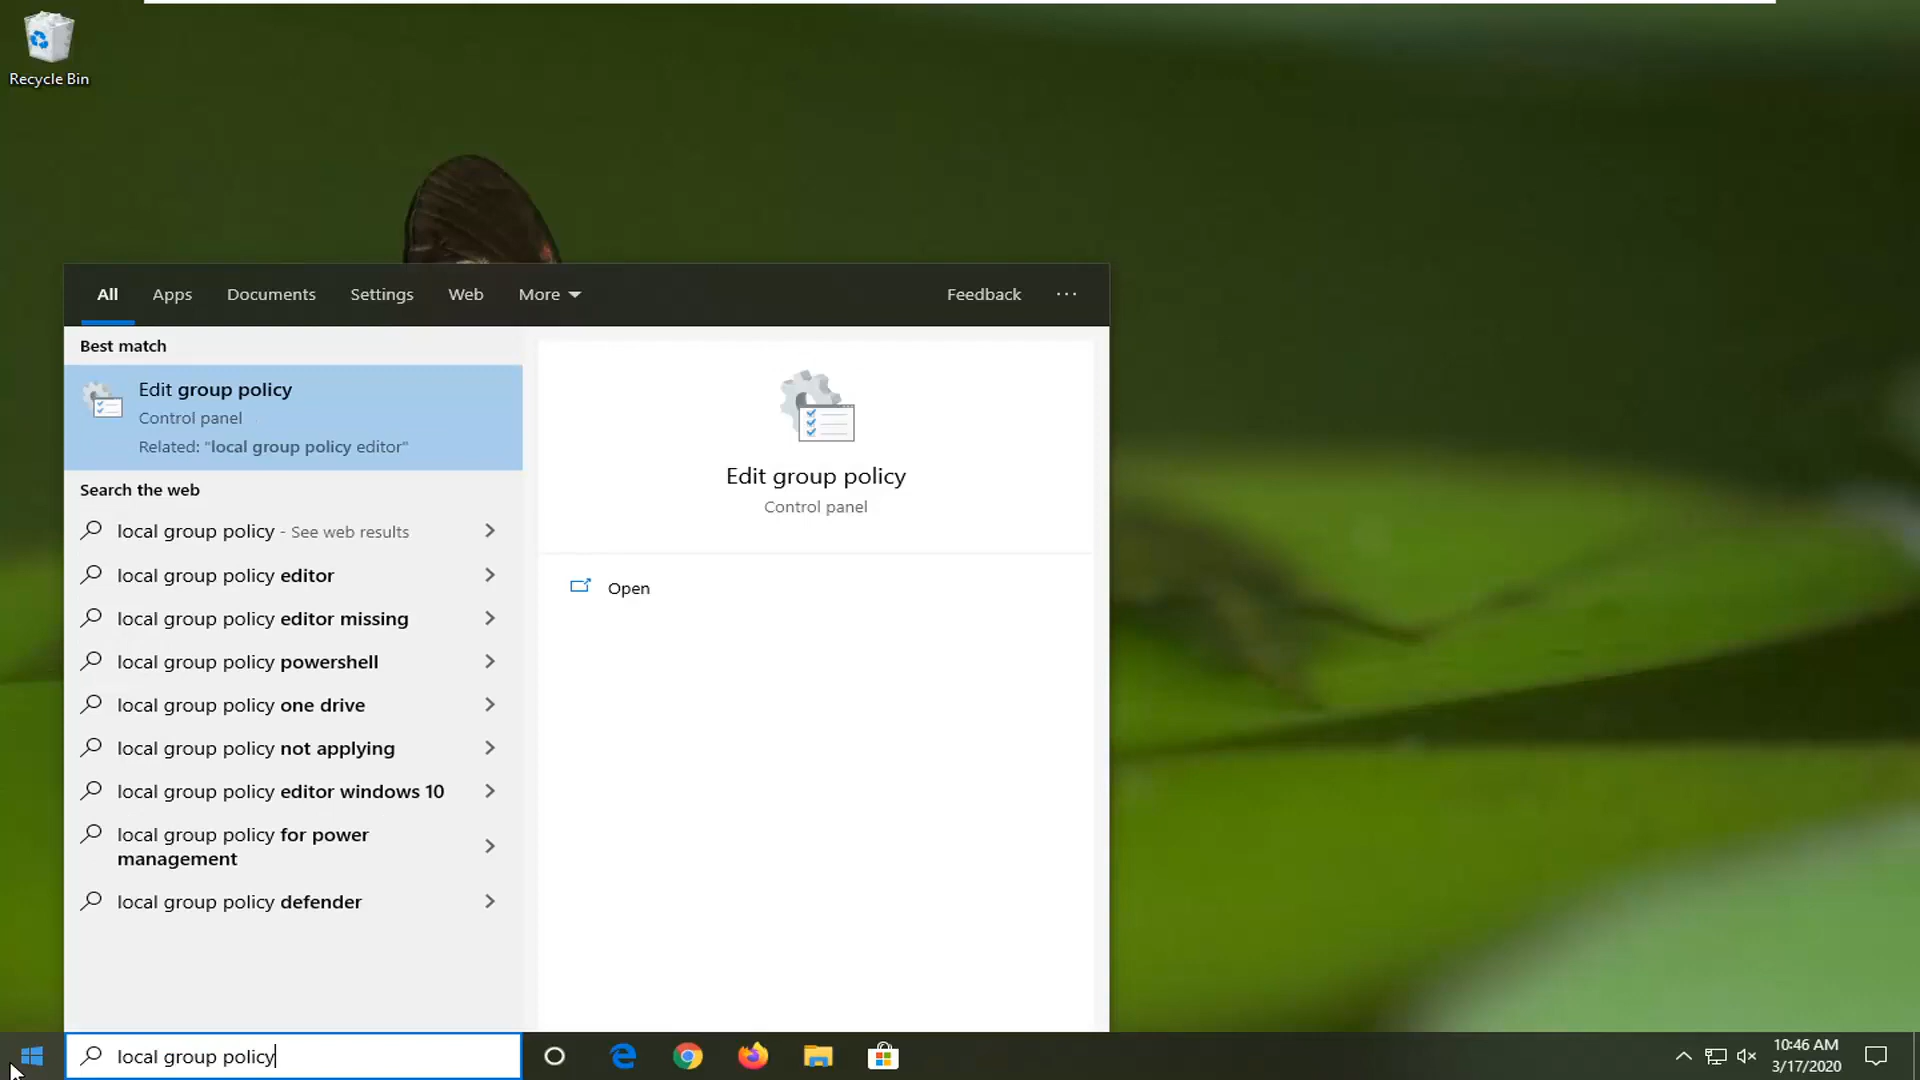 Recycle Bin
All Apps Documents Settings Web More Feedback ...
Best match
Edit group policy
Control panel
Related: "local group policy editor"
Search the web
local group policy - See web results
local group policy editor
local group policy editor missing
local group policy powershell
local group policy one drive
local group policy not applying
local group policy editor windows 10
local group policy for power
management
local group policy defender
Edit group policy
Control panel
Open
local group policy
10:46 AM
3/17/2020